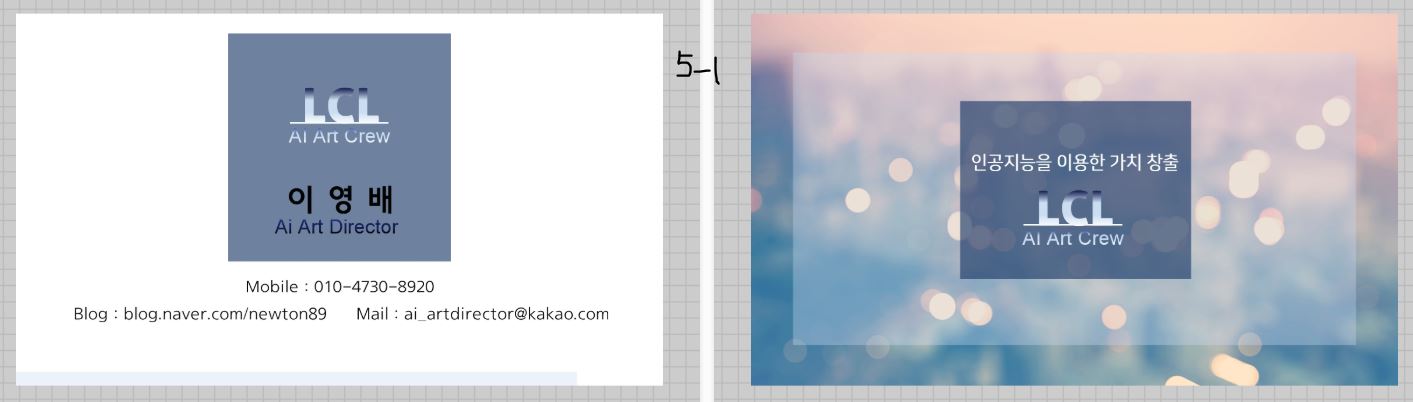 LCL
Ai Art Crew
이 영 배
Ai Art Director
Mobile : 010-4730-8920
Blog : blog.naver.com/newton89 Mail : ai_artdirector@kakao.com
5-1
인공지능을 이용한 가치 창출
LCL
AI Art Crew